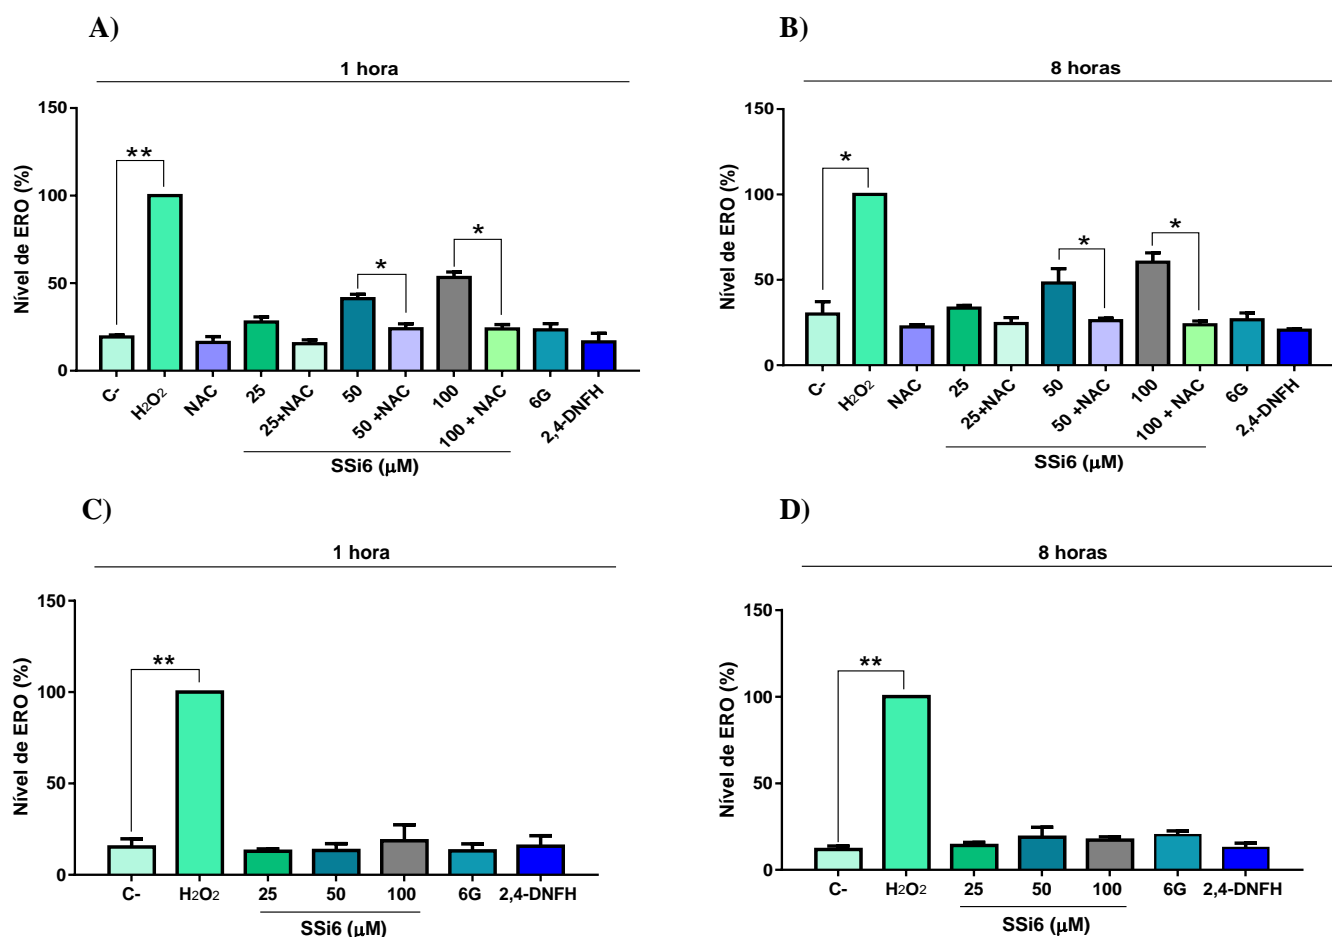 A)
1 hora
Nível de ERO (%)
150
100
50
0
**
*
*
C-
H2O2
NAC
25
25+NAC
50
50 +NAC
100
100 + NAC
6G
2,4-DNFH
SSi6 (μM)
B)
8 horas
Nível de ERO (%)
150
100
50
0
*
*
*
C-
H2O2
NAC
25
25+NAC
50
50 +NAC
100
100 + NAC
6G
2,4-DNFH
SSi6 (μM)
C)
1 hora
Nível de ERO (%)
150
100
50
0
**
C- H2O2 25 50 100 6G 2,4-DNFH
SSi6 (μM)
D)
8 horas
Nível de ERO (%)
150
100
50
0
**
C- H2O2 25 50 100 6G 2,4-DNFH
SSi6 (μM)